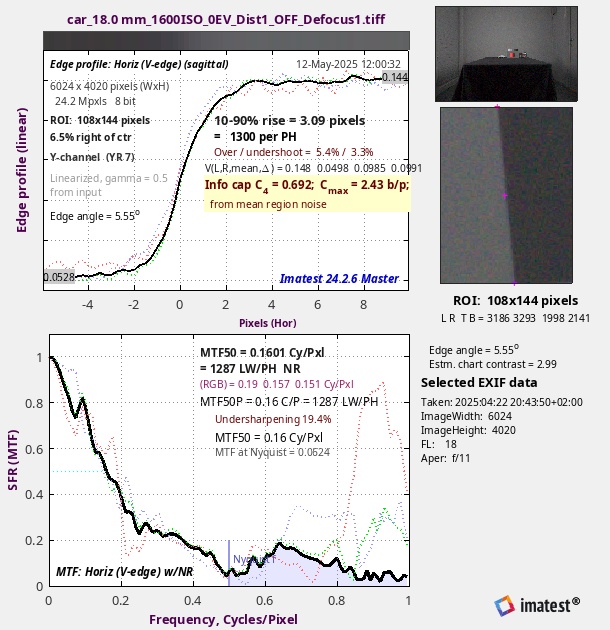 car_18.0 mm_1600ISO_0EV_Dist1_OFF_Defocus1.tiff
Edge profile: Horiz (V-edge) (sagittal)
12-May-2025 12:00:32
6024 x 4020 pixels (WxH)
24.2 Mpxls 8 bit
ROI: 108x144 pixels
6.5% right of ctr
Y-channel (YR7)
Linearized, gamma = 0.5
from input
Edge angle = 5.55°
0.144
10-90% rise = 3.09 pixels
= 1300 per PH
Over / undershoot = 5.4% / 3.3%
V(L,R,mean,Δ) = 0.148 0.0498 0.0985 0.0991
Info cap C4 = 0.692; Cmax = 2.43 b/p;
from mean region noise
0.0528
Imatest 24.2.6 Master
Edge profile (linear)
-4 -2 0 2 4 6 8
Pixels (Hor)
ROI: 108x144 pixels
L R T B = 3186 3293 1998 2141
Edge angle = 5.55°
Estm. chart contrast = 2.99
Selected EXIF data
Taken: 2025:04:22 20:43:50+02:00
ImageWidth: 6024
ImageHeight: 4020
FL: 18
Aper: f/11
MTF50 = 0.1601 Cy/Pxl
= 1287 LW/PH NR
(RGB) = 0.19 0.157 0.151 Cy/Pxl
MTF50P = 0.16 C/P = 1287 LW/PH
Undersharpening 19.4%
MTF50 = 0.16 Cy/Pxl
MTF at Nyquist = 0.0624
Nyquist f
MTF: Horiz (V-edge) w/NR
SFR (MTF)
1
0.8
0.6
0.4
0.2
0
0 0.2 0.4 0.6 0.8 1
Frequency, Cycles/Pixel
imatest®